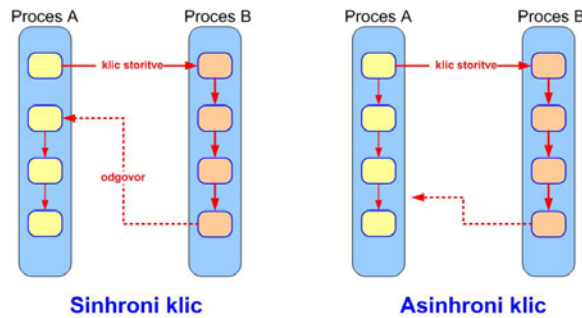 Proces A
Proces B
klic storitve
odgovor
Sinhroni klic
Proces A
Proces B
klic storitve
Asinhroni klic